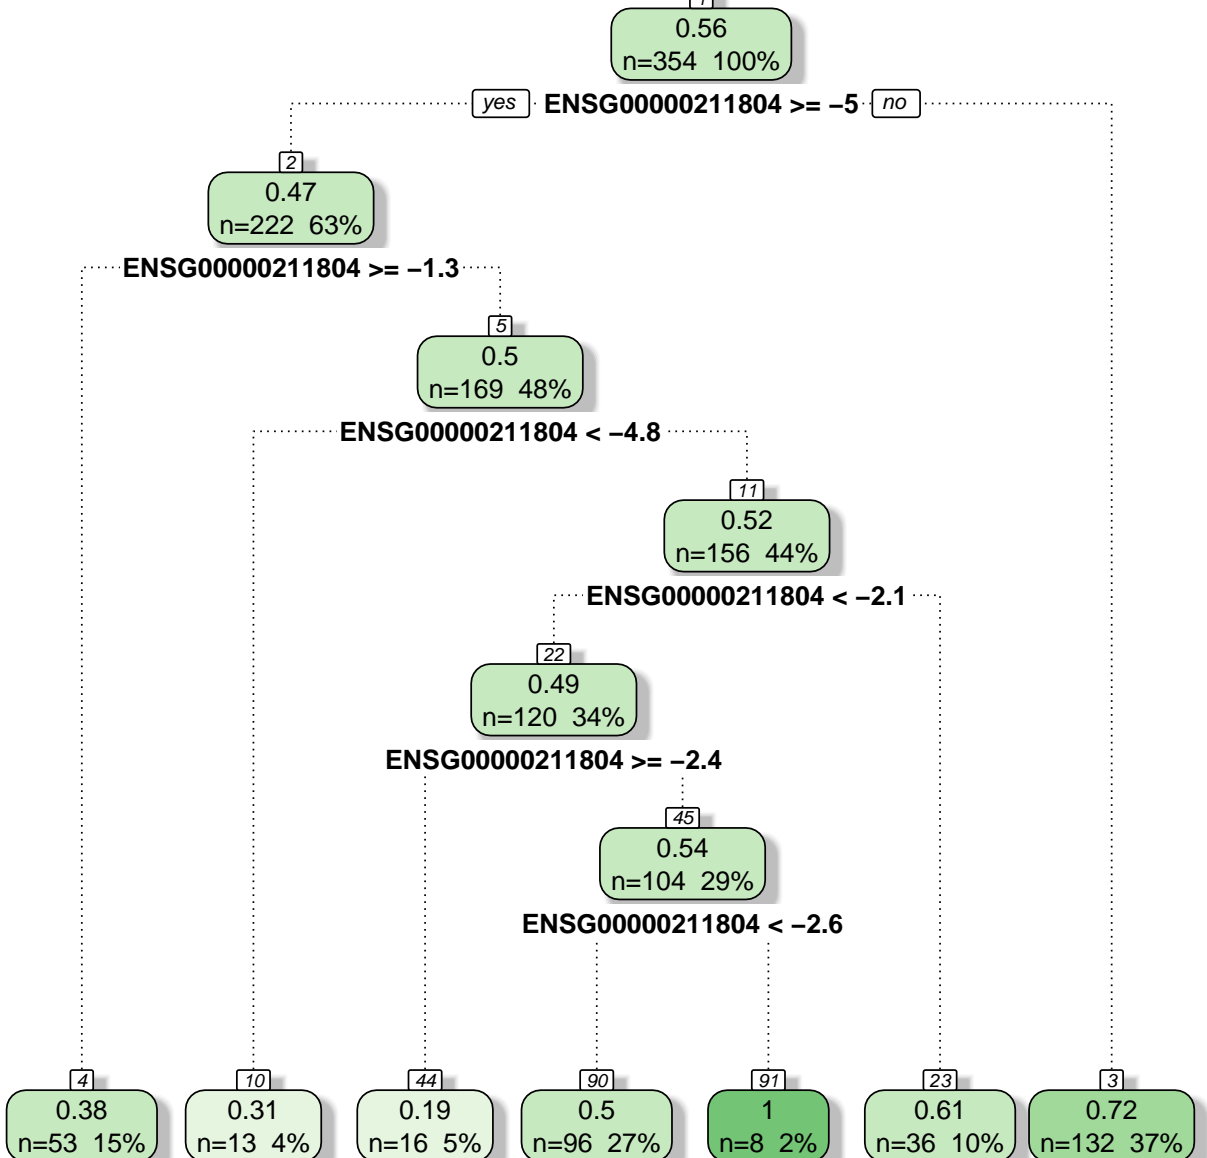 1
0.56
n=354 100%
yes ENSG00000211804 >= −5 no
2
0.47
n=222 63%
ENSG00000211804 >= −1.3
5
0.5
n=169 48%
ENSG00000211804 < −4.8
11
0.52
n=156 44%
ENSG00000211804 < −2.1
22
0.49
n=120 34%
ENSG00000211804 >= −2.4
45
0.54
n=104 29%
ENSG00000211804 < −2.6
4 10 44 90 91 23 3
0.38 0.31 0.19 0.5 1 0.61 0.72
n=53 15% n=13 4% n=16 5% n=96 27% n=8 2% n=36 10% n=132 37%